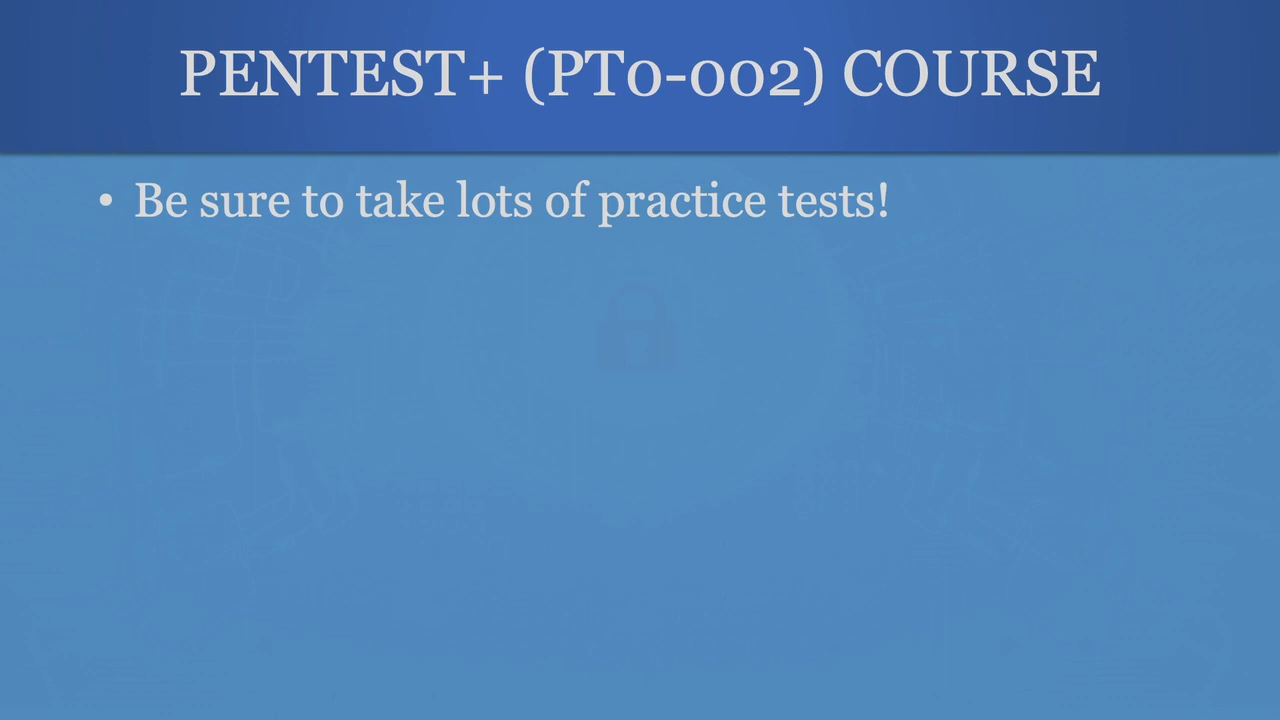 PENTEST+ (PT0-002) COURSE
• Be sure to take lots of practice tests!